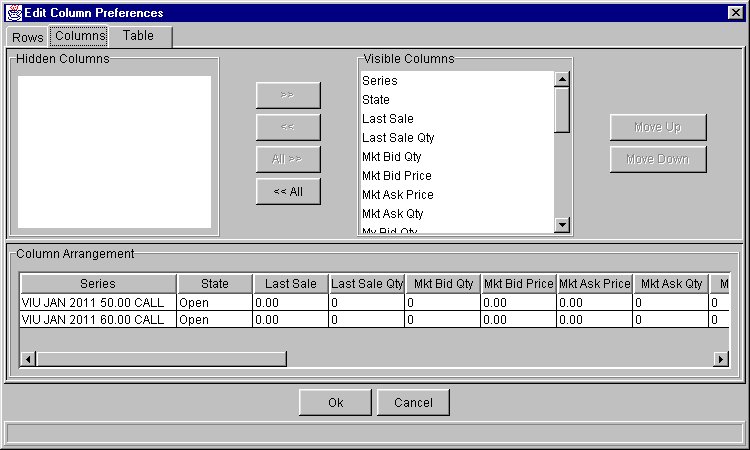 Edit Column Preferences
Rows Columns Table
Hidden Columns
>>
<<
All >>
<< All
Visible Columns
Series
State
Last Sale
Last Sale Qty
Mkt Bid Qty
Mkt Bid Price
Mkt Ask Price
Mkt Ask Qty
My Bid Qty
Move Up
Move Down
Column Arrangement
Series State Last Sale Last Sale Qty Mkt Bid Qty Mkt Bid Price Mkt Ask Price Mkt Ask Qty M
VIU JAN 2011 50.00 CALL Open 0.00 0 0 0.00 0.00 0 0
VIU JAN 2011 60.00 CALL Open 0.00 0 0 0.00 0.00 0 0
Ok Cancel